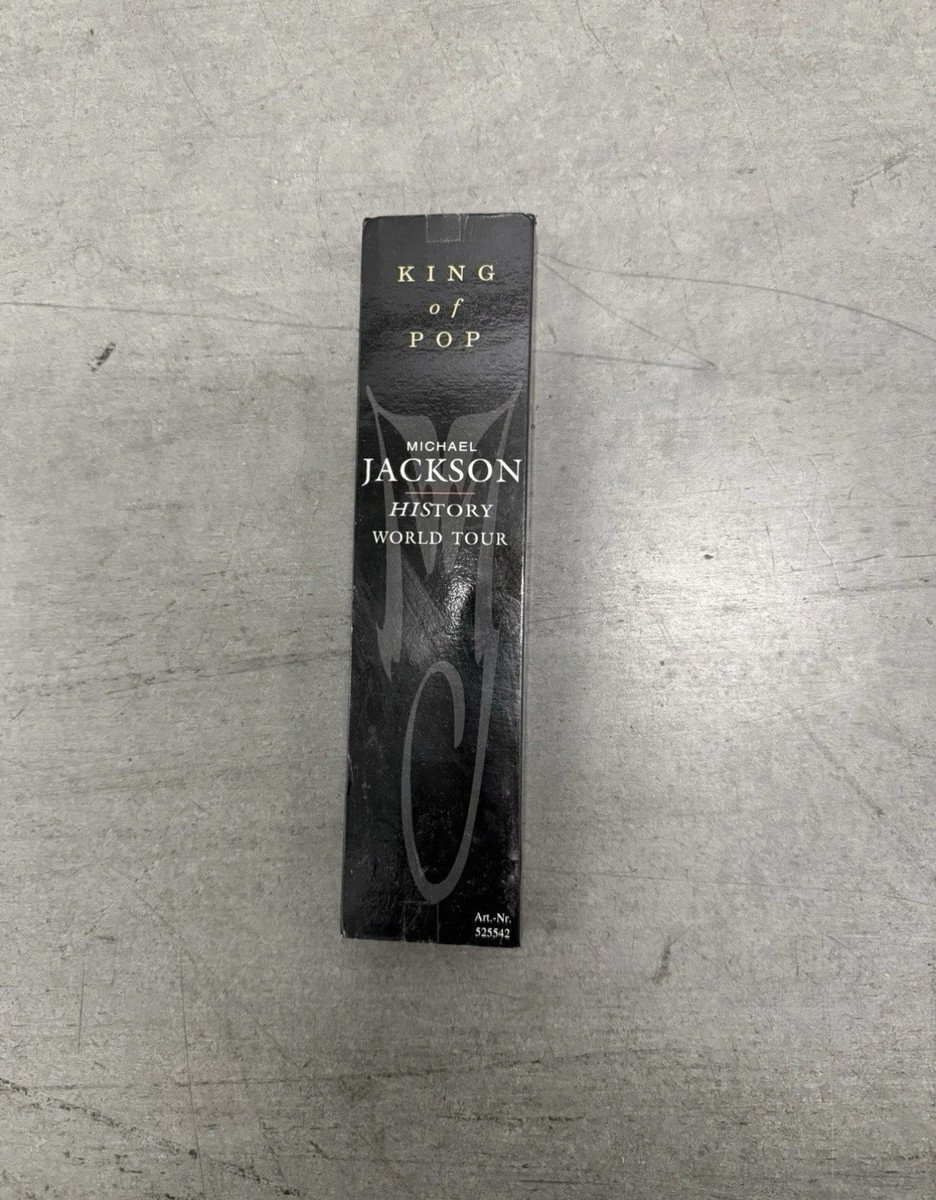 KING
of
POP
MICHAEL
JACKSON
HISTORY
WORLD TOUR
Art.-Nr.
525542